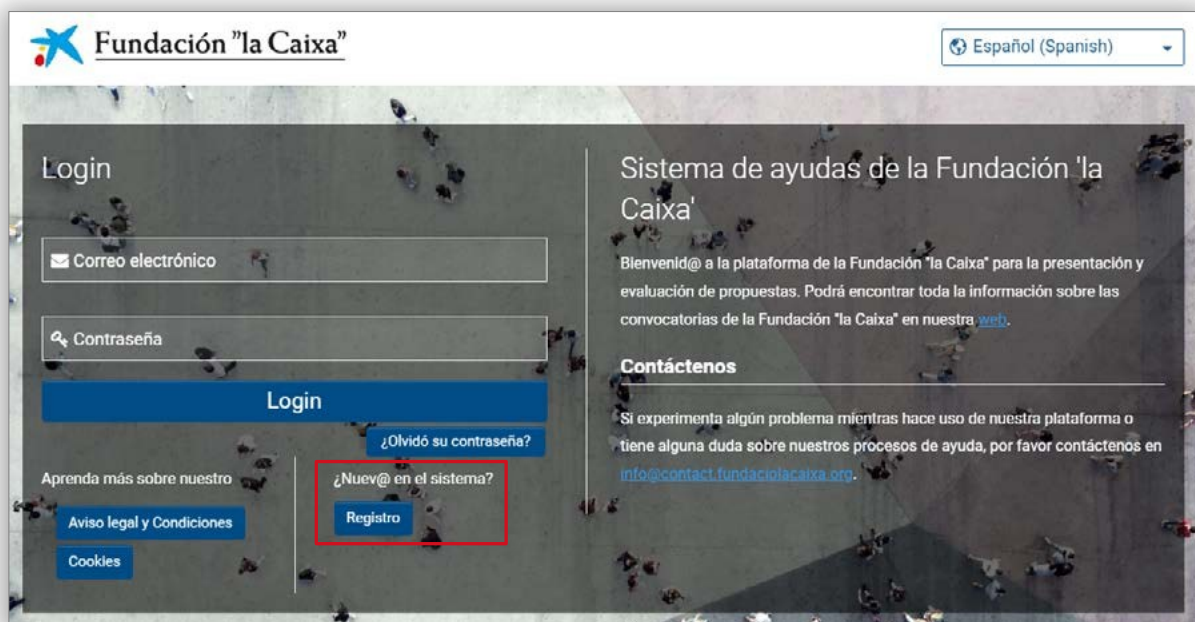 Fundación "la Caixa"
Español (Spanish)
Login
Correo electrónico
Contraseña
Login
¿Olvidó su contraseña?
Aprenda más sobre nuestro
Aviso legal y Condiciones
Cookies
¿Nuev@ en el sistema?
Registro
Sistema de ayudas de la Fundación 'la
Caixa'
Bienvenid@ a la plataforma de la Fundación "la Caixa" para la presentación y
evaluación de propuestas. Podrá encontrar toda la información sobre las
convocatorias de la Fundación "la Caixa" en nuestra web.
Contáctenos
Si experimenta algún problema mientras hace uso de nuestra plataforma o
tiene alguna duda sobre nuestros procesos de ayuda, por favor contáctenos en
info@contact.fundaciolacaixa.org.